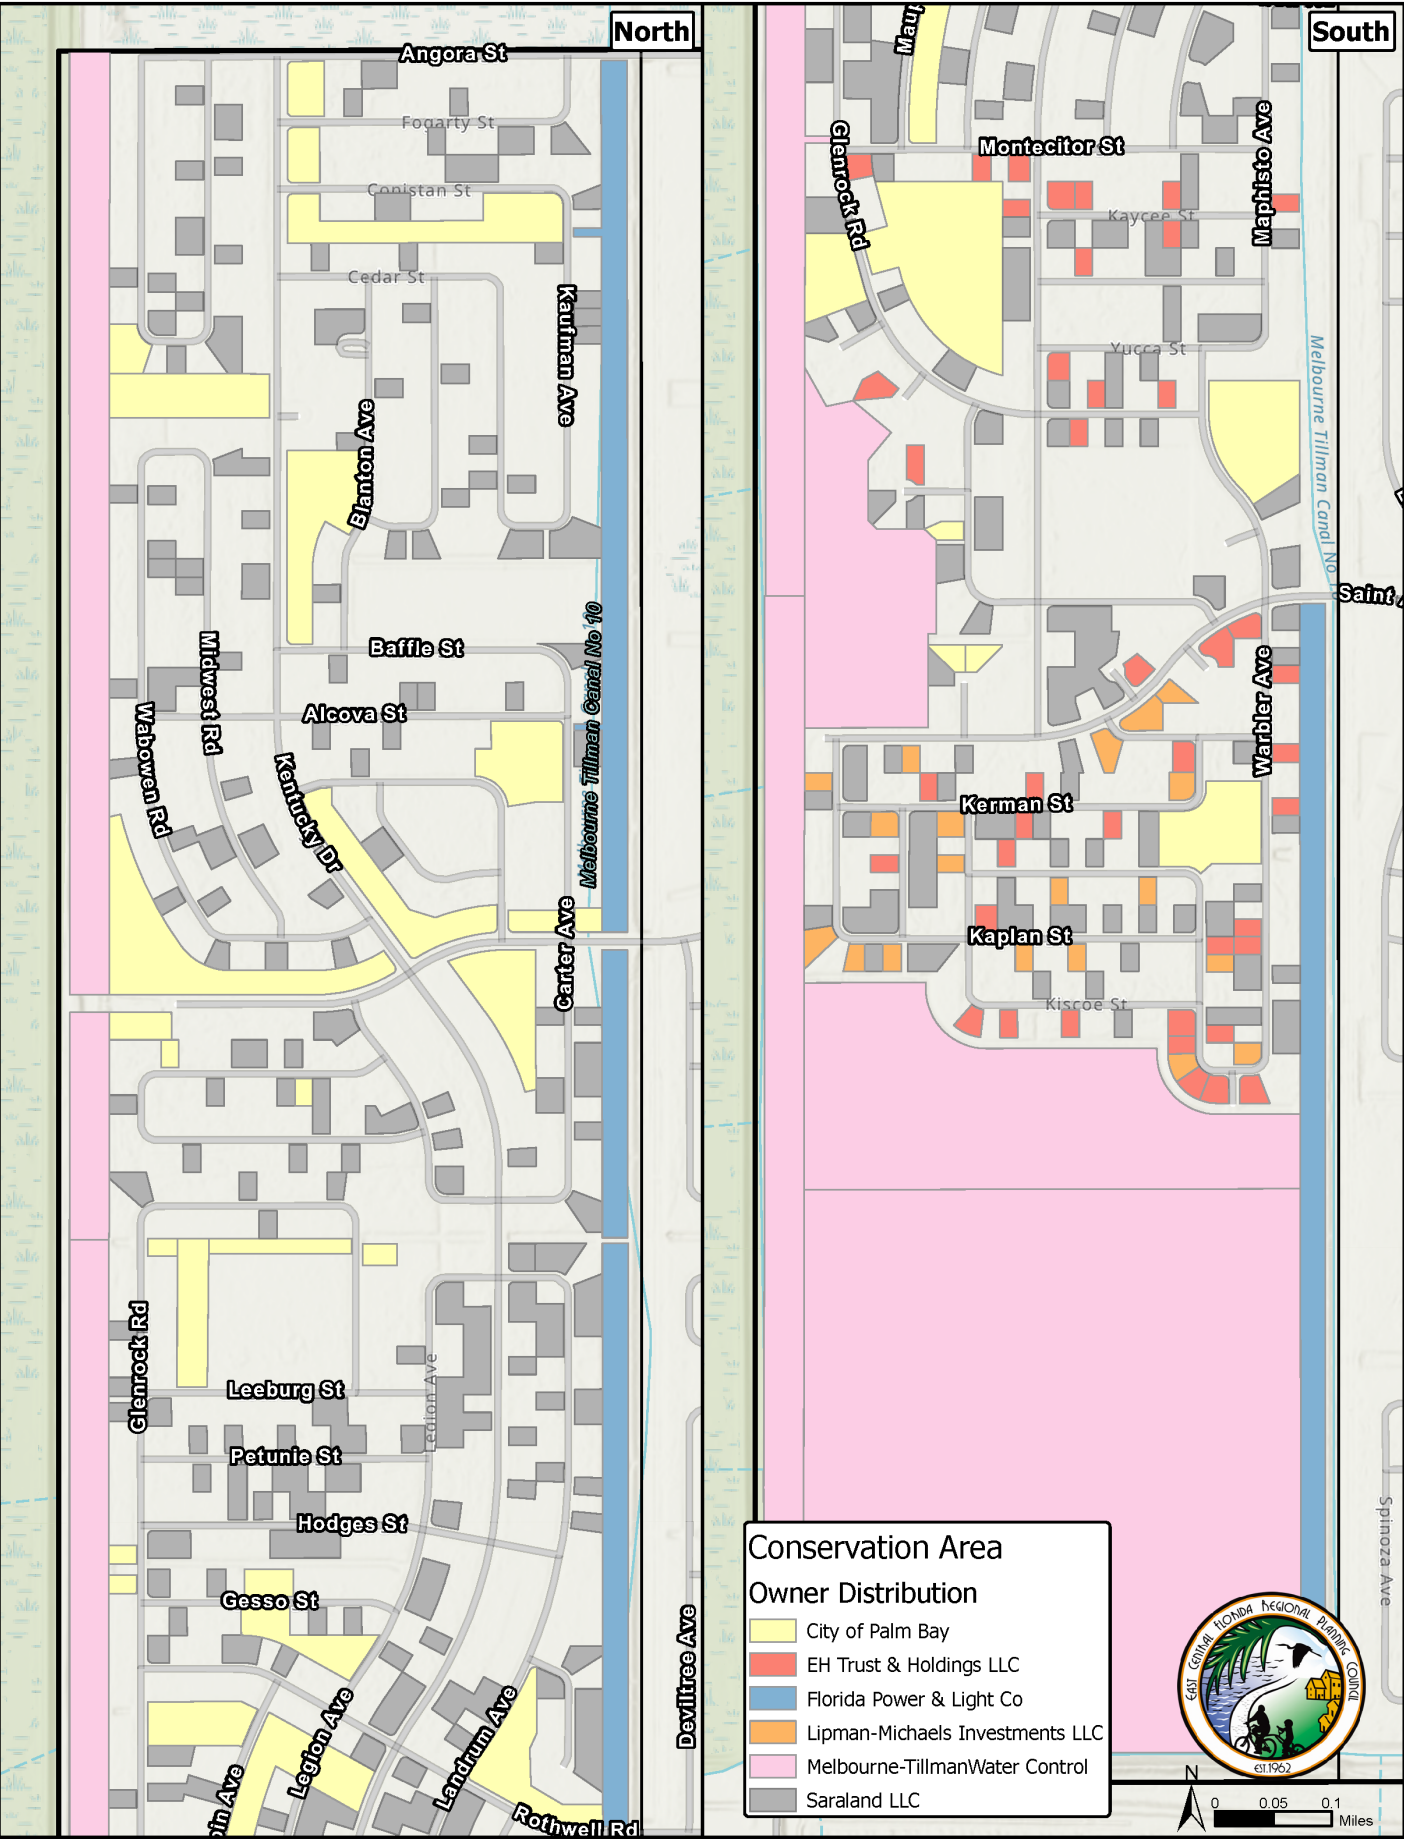 North
Angora St
Fogarty St
Conistan St
Cedar St
Kaufman Ave
Blanton Ave
Baffle St
Midwest Rd
Alcova St
Wabowen Rd
Kentucky Dr
Melbourne Tillman Canal No 10
Carter Ave
Glenrock Rd
Leeburg St
Legion Ave
Petunie St
Hodges St
Gesso St
Legion Ave
Landrum Ave
Rothwell Rd
Deviltree Ave
South
Montecitor St
Maphisto Ave
Glenrock Rd
Kaycee St
Yucca St
Melbourne Tillman Canal No
Saint
Warbler Ave
Kerman St
Kaplan St
Kiscoe St
Spinoza Ave
Conservation Area
Owner Distribution
City of Palm Bay
EH Trust & Holdings LLC
Florida Power & Light Co
Lipman-Michaels Investments LLC
Melbourne-TillmanWater Control
Saraland LLC
EAST CENTRAL FLORIDA REGIONAL PLANNING COUNCIL
EST.1962
N
0 0.05 0.1
Miles